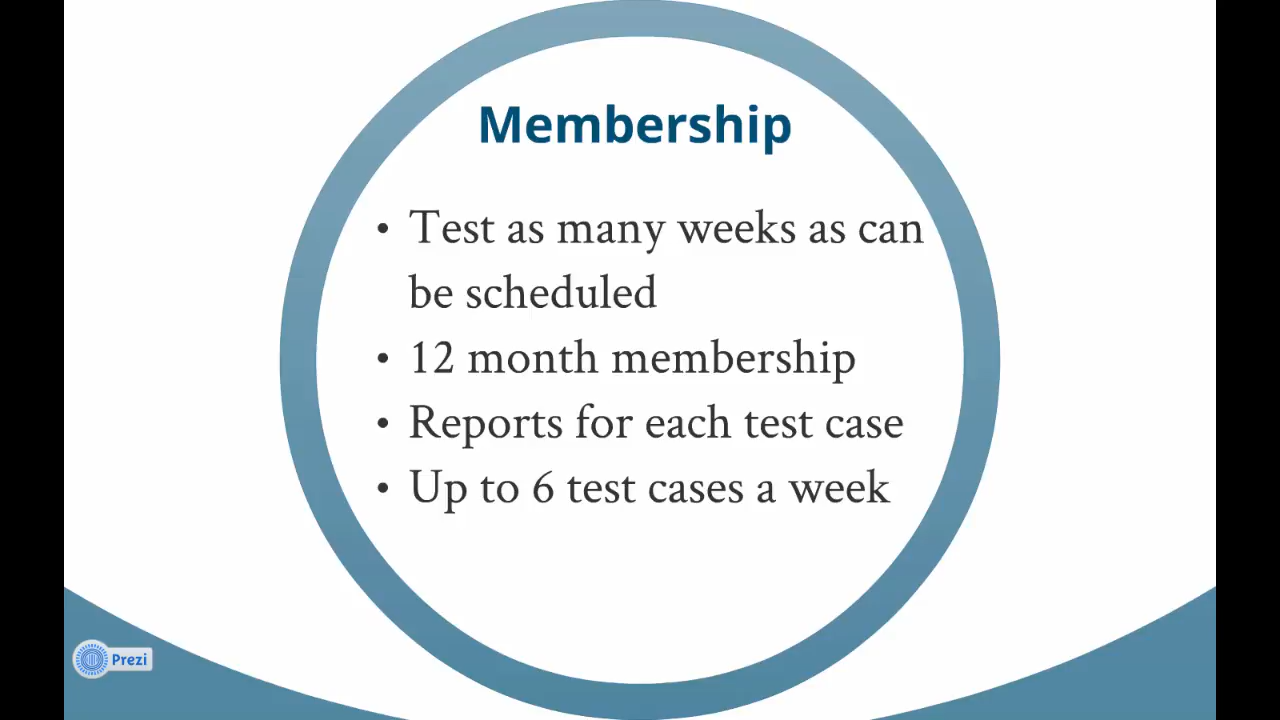 Membership
• Test as many weeks as can
be scheduled
• 12 month membership
• Reports for each test case
• Up to 6 test cases a week
Prezi